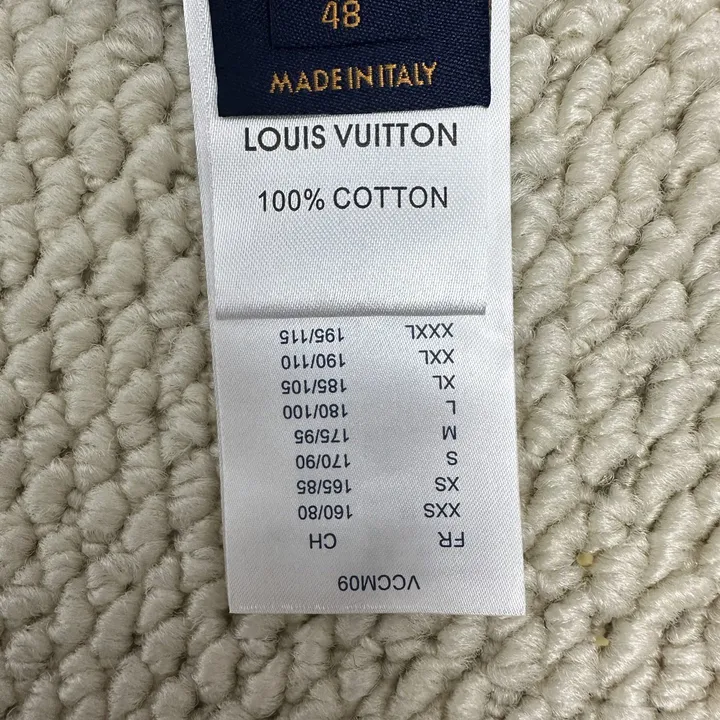 48
MADE IN ITALY
LOUIS VUITTON
100% COTTON
VCCM09
FR CH
XXS 160/80
XS 165/85
S 170/90
M 175/95
L 180/100
XL 185/105
XXL 190/110
XXXL 195/115